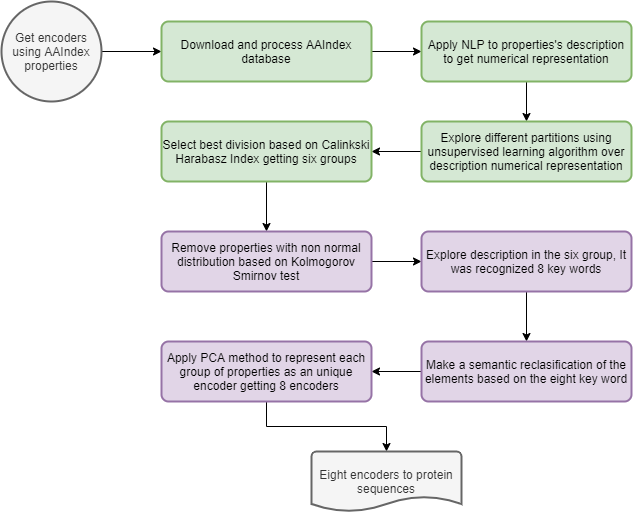 Get encoders
using AAIndex
properties
Download and process AAIndex
database
Apply NLP to properties's description
to get numerical representation
Select best division based on Calinkski
Harabasz Index getting six groups
Explore different partitions using
unsupervised learning algorithm over
description numerical representation
Remove properties with non normal
distribution based on Kolmogorov
Smirnov test
Explore description in the six group, It
was recognized 8 key words
Apply PCA method to represent each
group of properties as an unique
encoder getting 8 encoders
Make a semantic reclasification of the
elements based on the eight key word
Eight encoders to protein
sequences